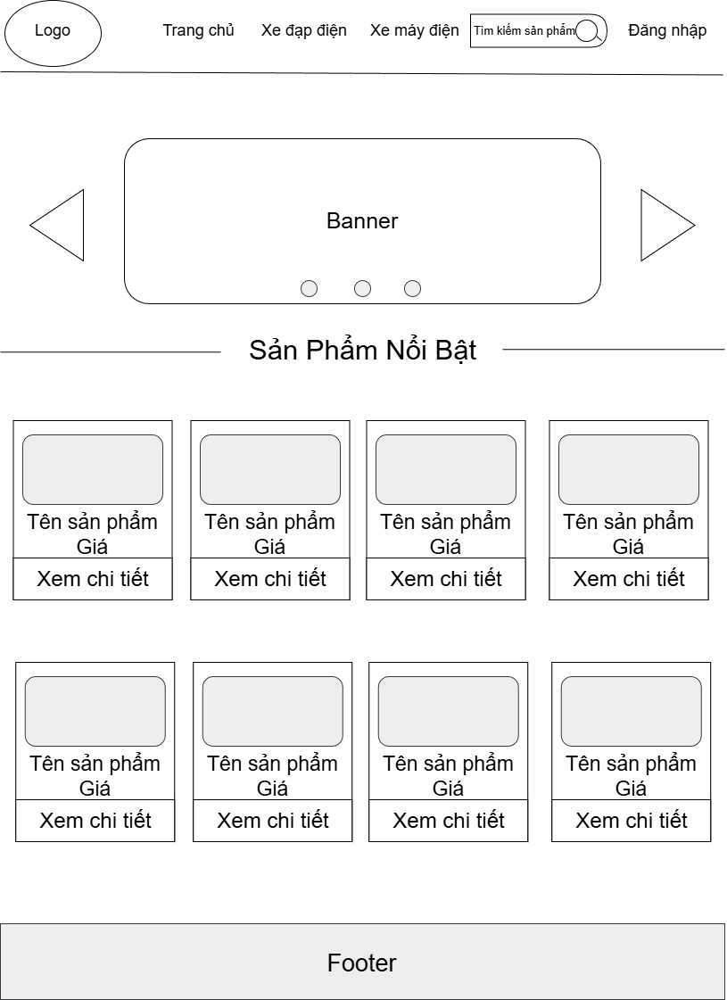 Logo
Trang chủ
Xe đạp điện
Xe máy điện
Tìm kiếm sản phẩm
Đăng nhập
Banner
Sản Phẩm Nổi Bật
Tên sản phẩm
Giá
Xem chi tiết
Tên sản phẩm
Giá
Xem chi tiết
Tên sản phẩm
Giá
Xem chi tiết
Tên sản phẩm
Giá
Xem chi tiết
Tên sản phẩm
Giá
Xem chi tiết
Tên sản phẩm
Giá
Xem chi tiết
Tên sản phẩm
Giá
Xem chi tiết
Tên sản phẩm
Giá
Xem chi tiết
Footer